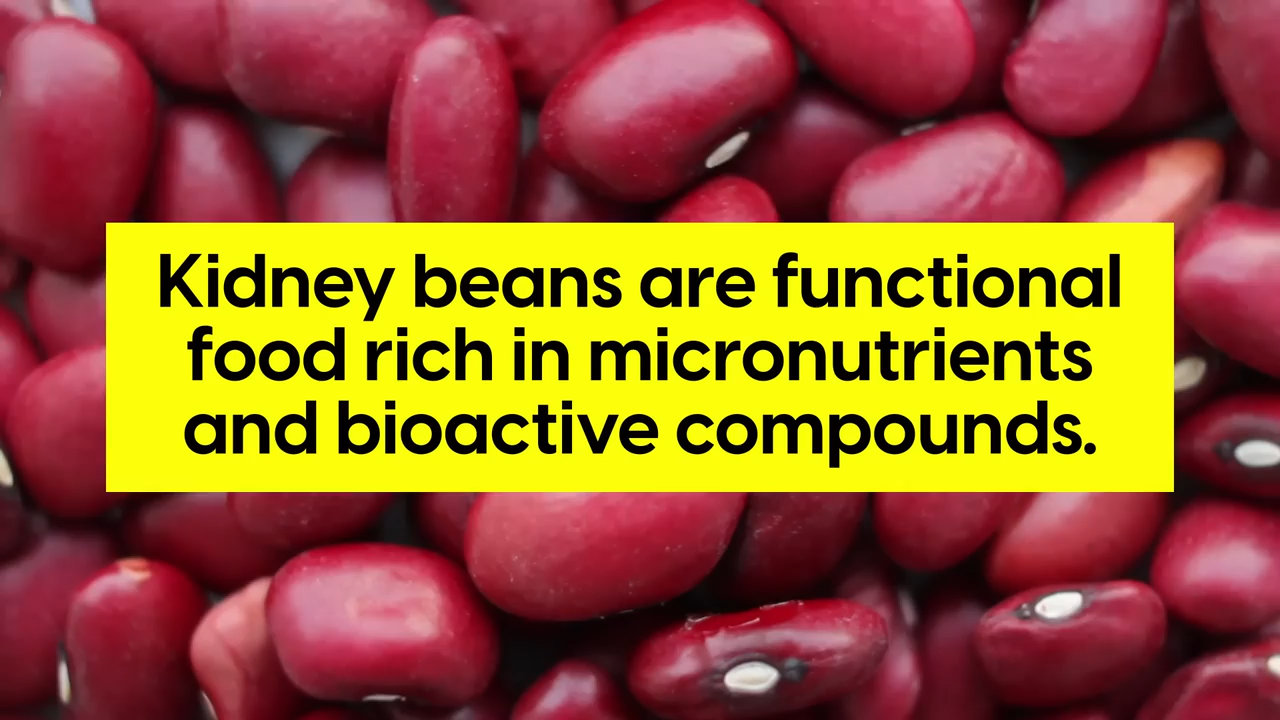 Kidney beans are functional
food rich in micronutrients
and bioactive compounds.